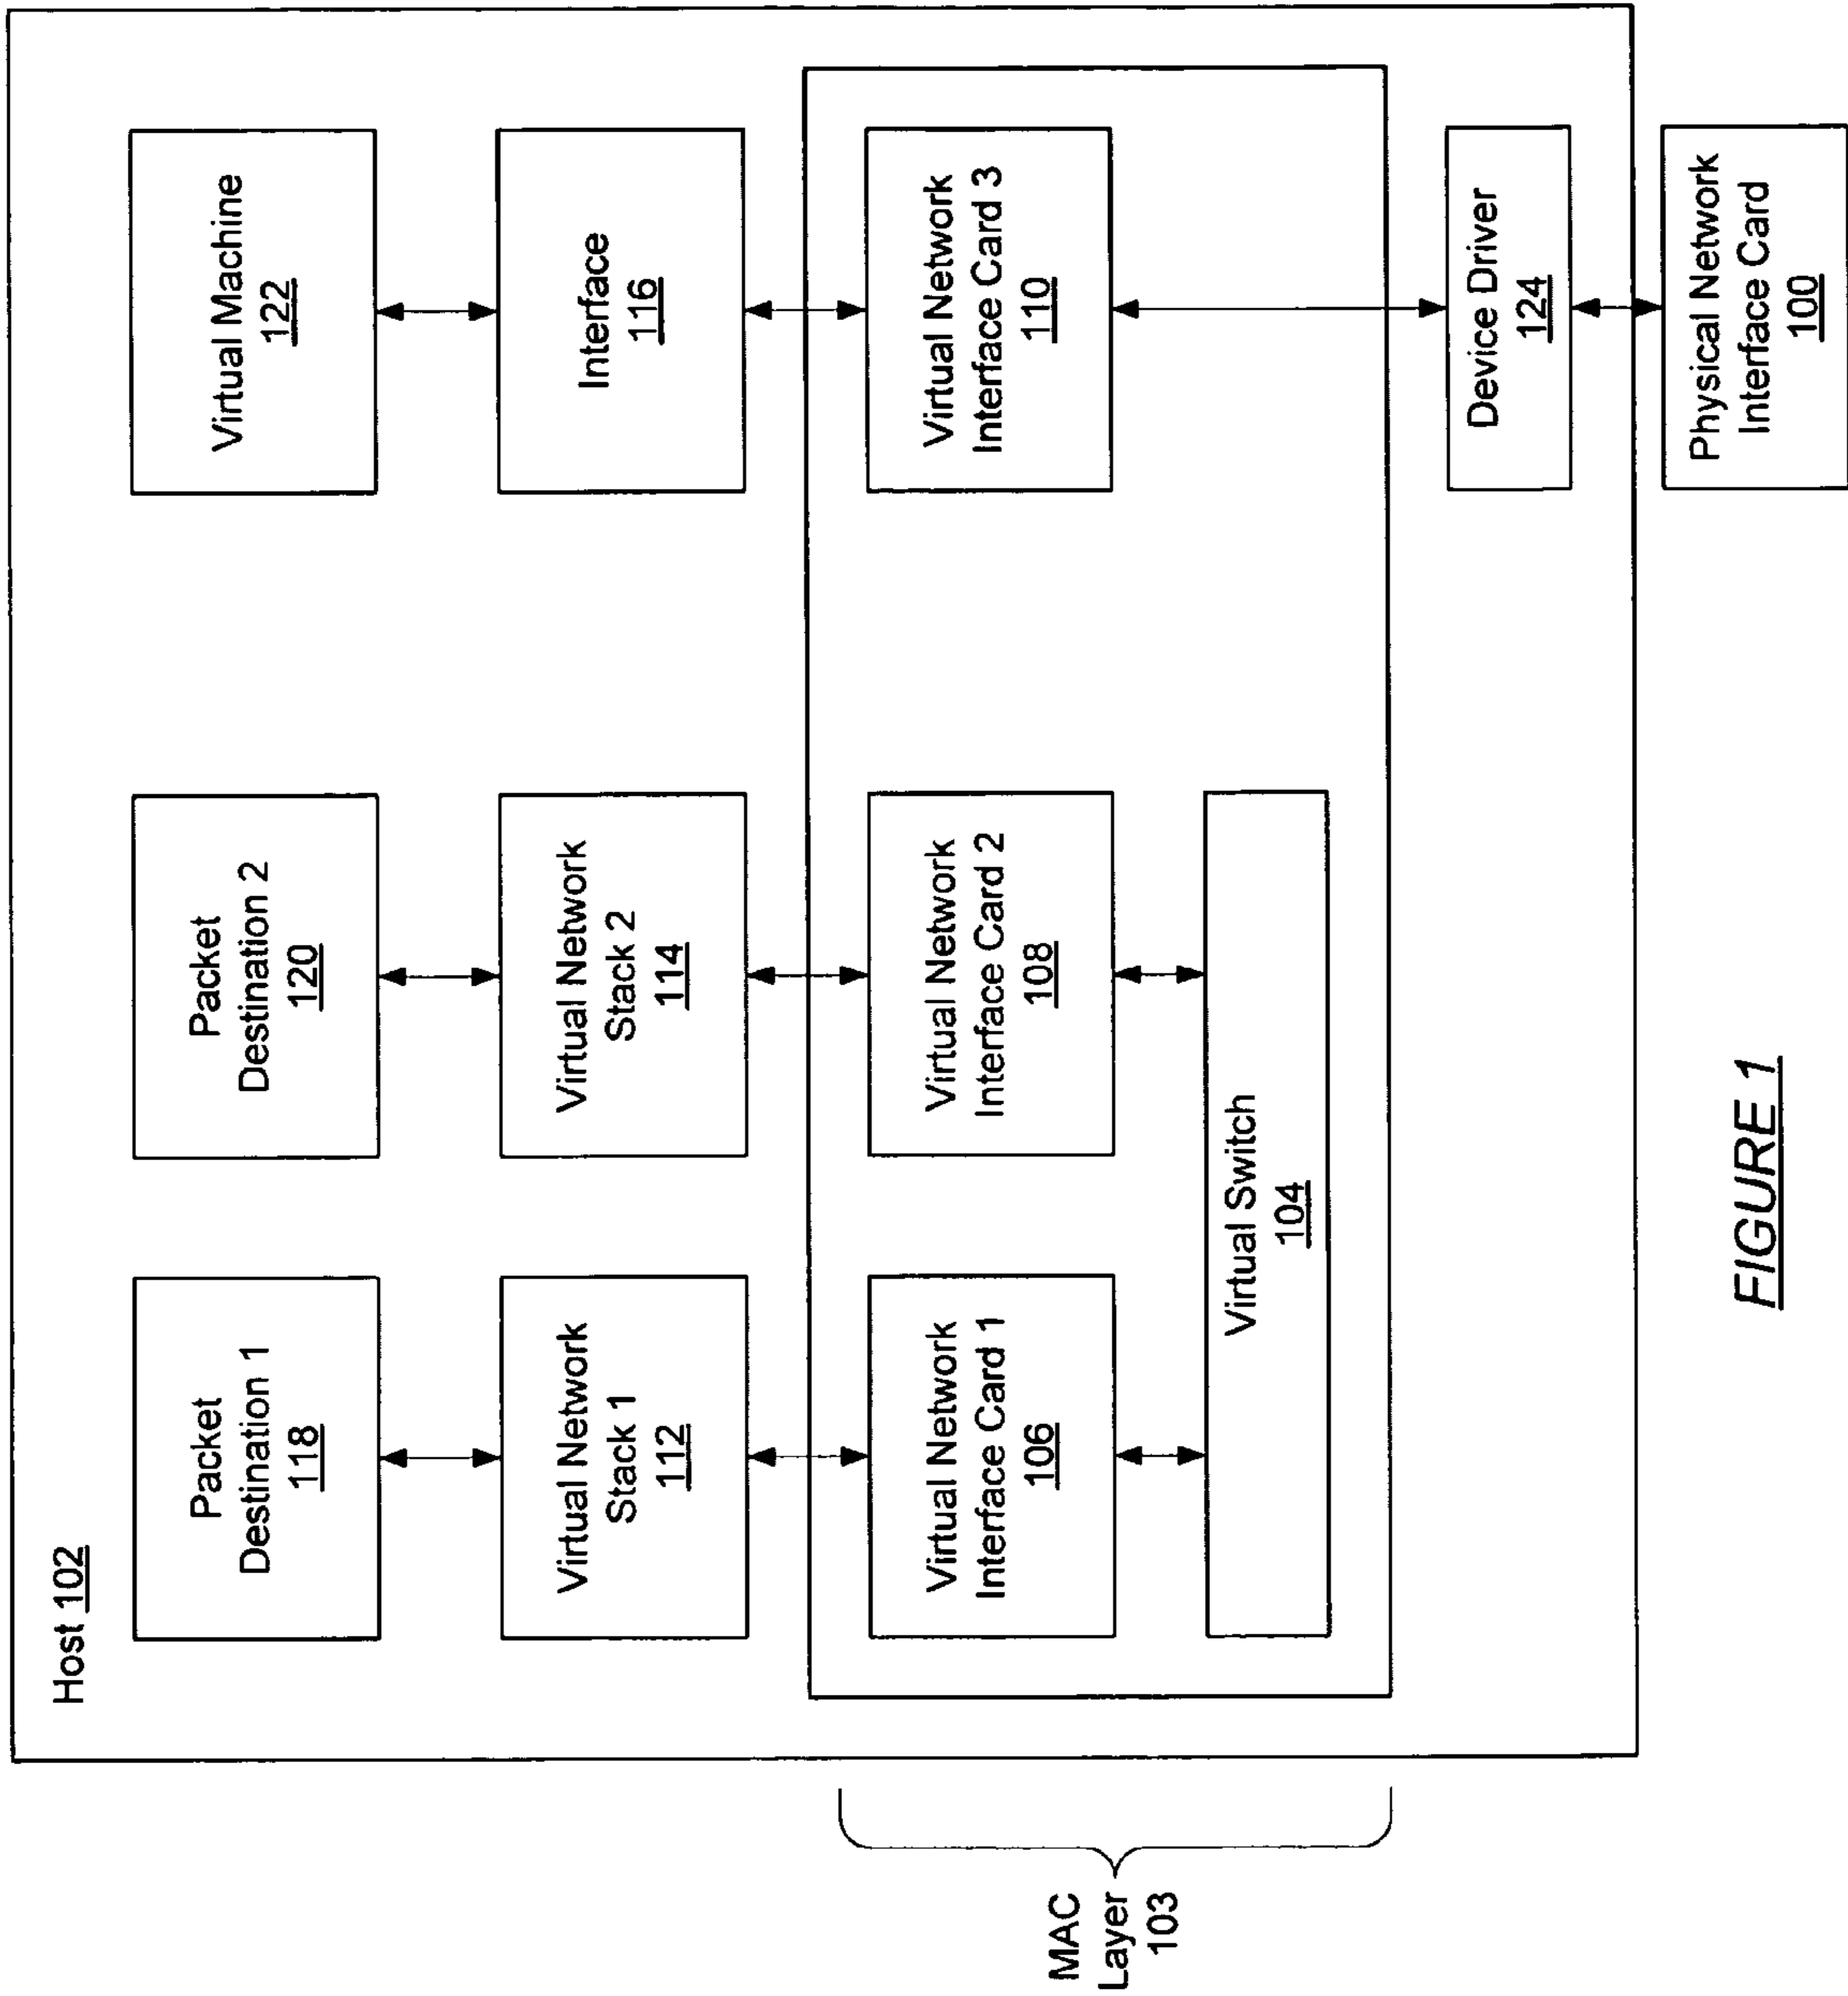 Host 102
Packet
Destination 1
118
Packet
Destination 2
120
Virtual Machine
122
Virtual Network
Stack 1
112
Virtual Network
Stack 2
114
Interface
116
MAC
Layer
103
Virtual Network
Interface Card 1
106
Virtual Network
Interface Card 2
108
Virtual Network
Interface Card 3
110
Virtual Switch
104
Device Driver
124
Physical Network
Interface Card
100
FIGURE 1